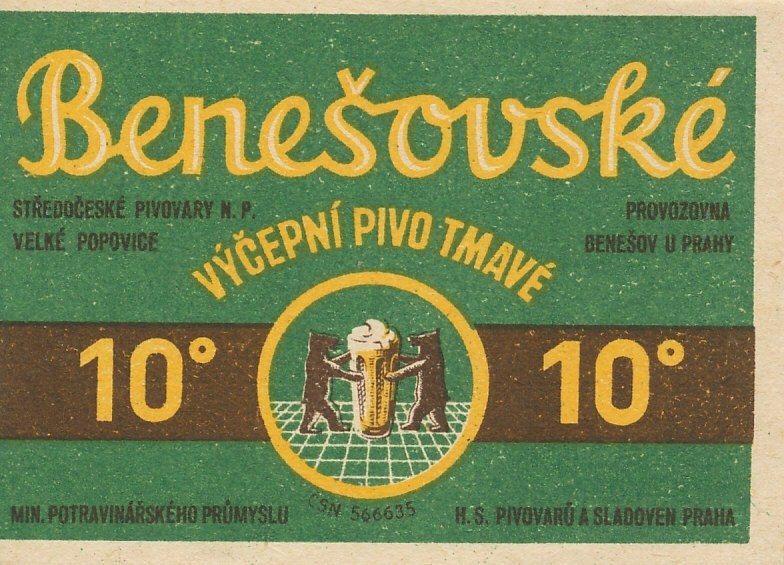 Benešovské
STŘEDOČESKÉ PIVOVARY N. P.
VELKÉ POPOVICE
PROVOZOVNA
BENEŠOV U PRAHY
VÝČEPNÍ PIVO TMAVÉ
10°
10°
ČSN 566635
MIN. POTRAVINÁŘSKÉHO PRŮMYSLU
H. S. PIVOVARŮ A SLADOVEN PRAHA